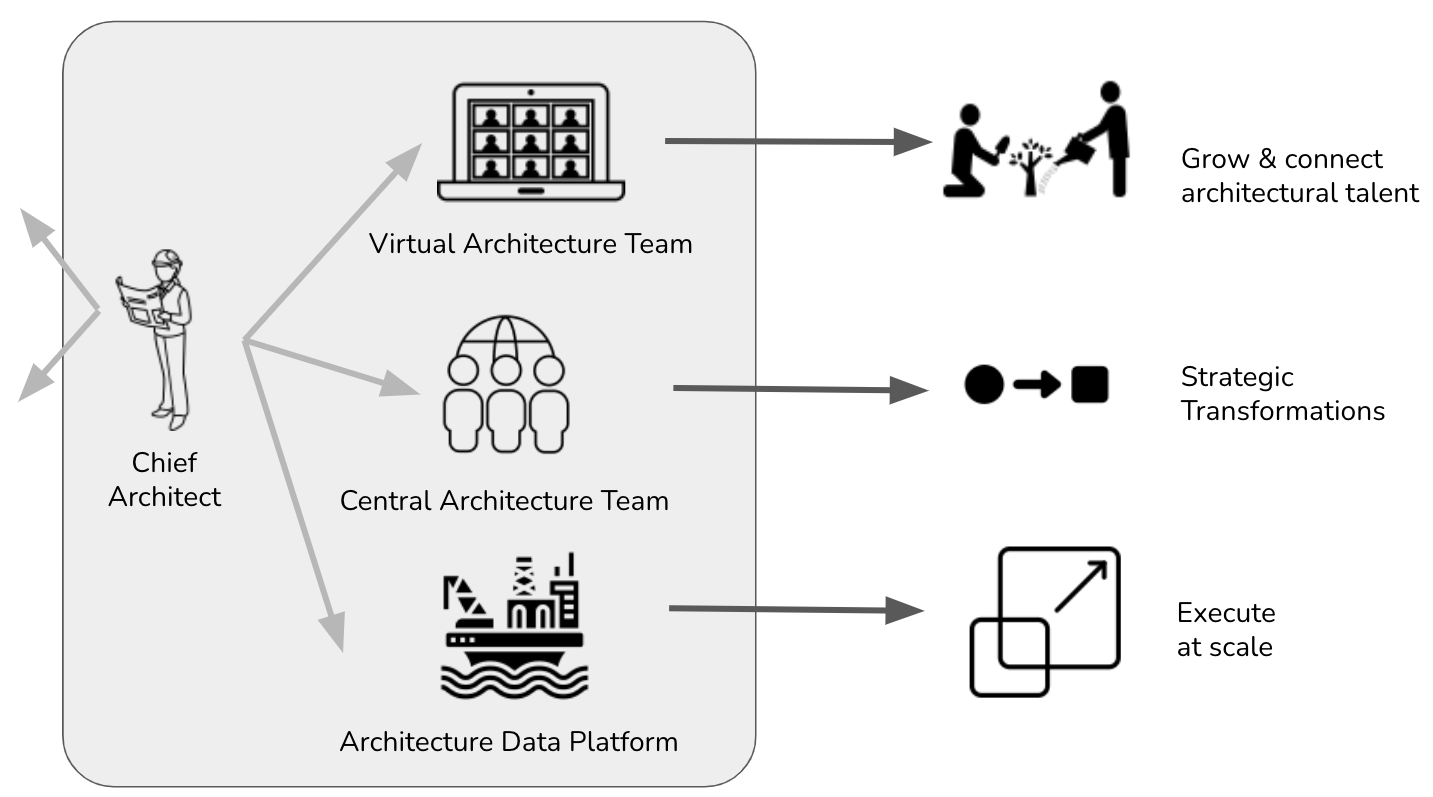 Virtual Architecture Team
Grow & connect
architectural talent
Chief
Architect
Central Architecture Team
Strategic
Transformations
Architecture Data Platform
Execute
at scale